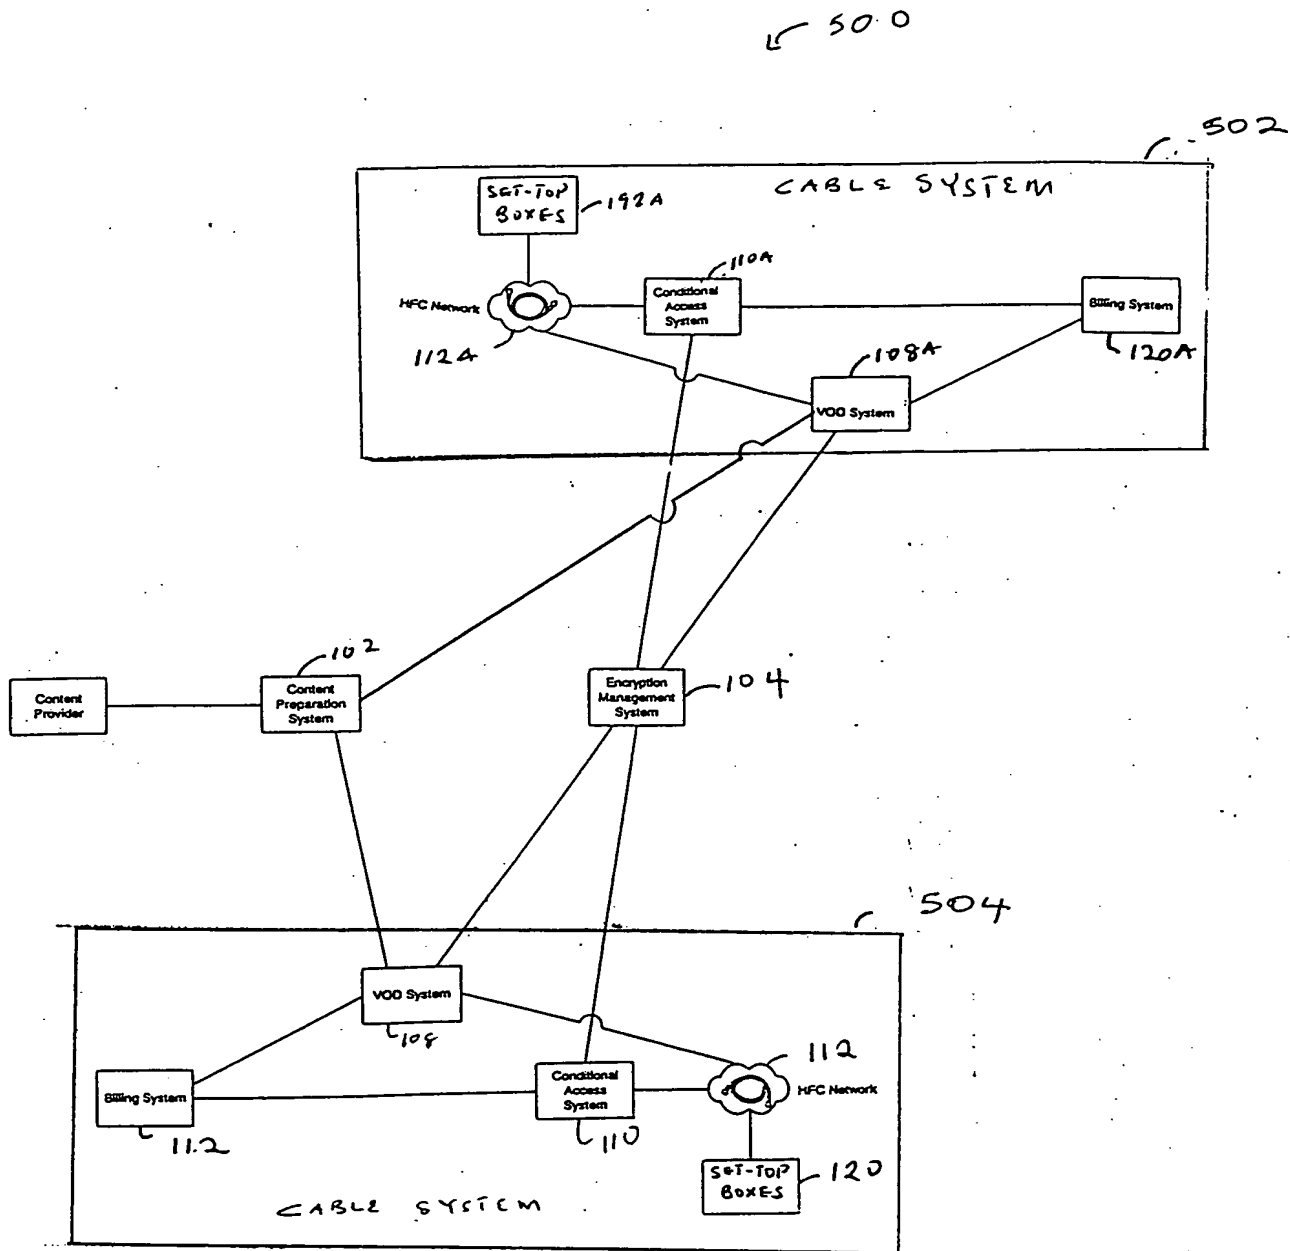 500
502
CABLE SYSTEM
SET-TOP
BOXES
192A
110A
Conditional
Access
System
HFC Network
Billing System
112A
120A
108A
VOD System
102
Content
Provider
Content
Preparation
System
Encryption
Management
System
104
504
VOD System
108
112
Billing System
Conditional
Access
System
HFC Network
112
110
SET-TOP
BOXES
120
CABLE SYSTEM